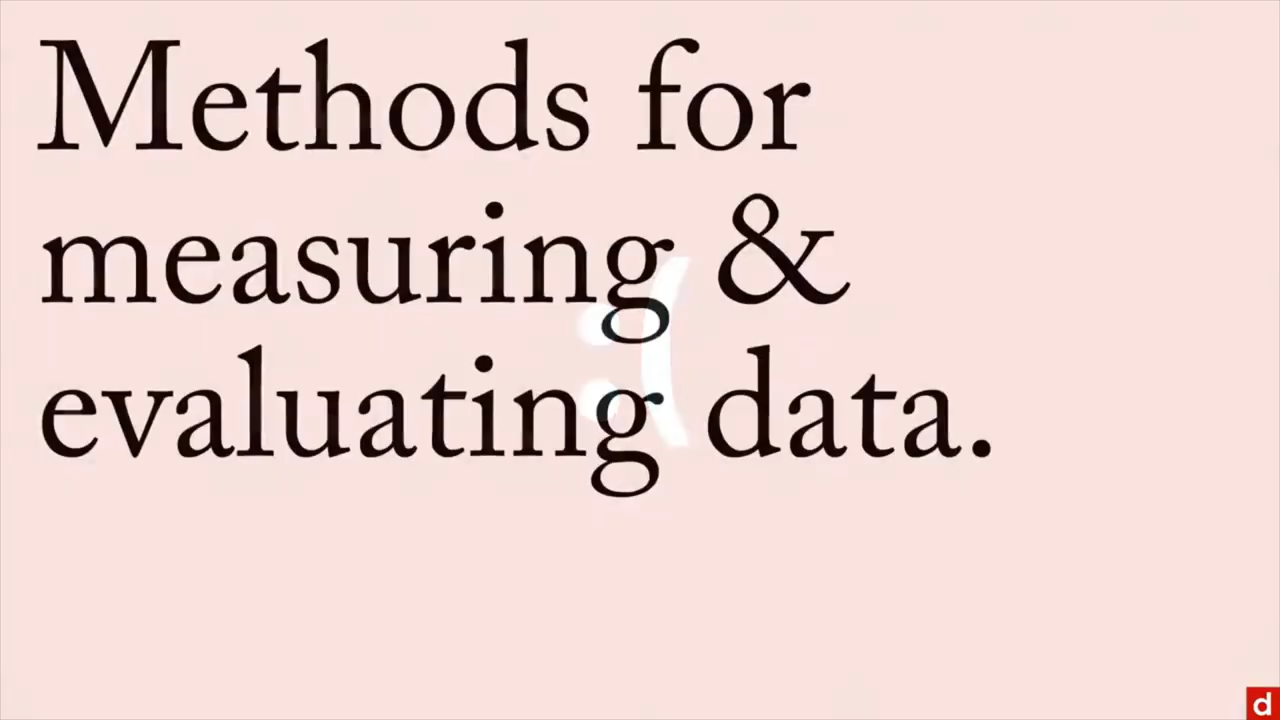 Methods for
measuring &
evaluating data.
:(
d